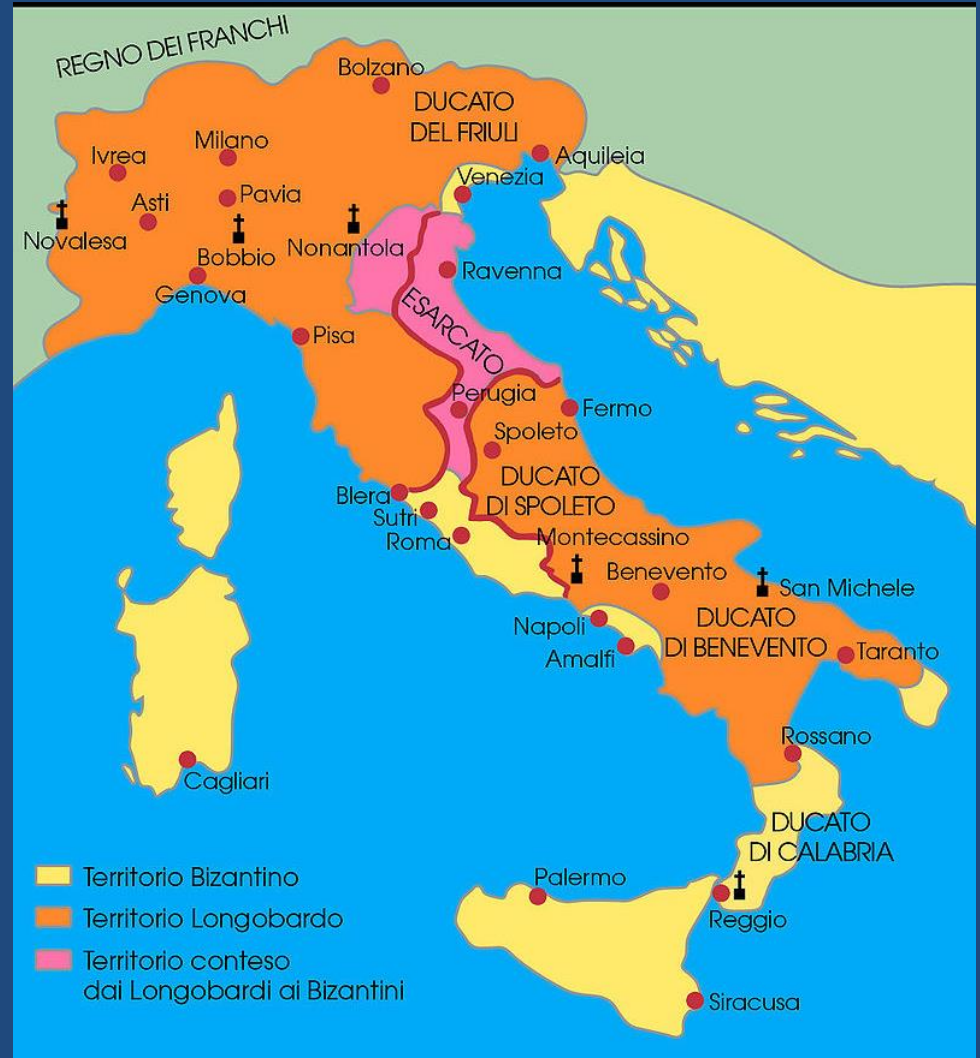 REGNO DEI FRANCHI
Bolzano
DUCATO
DEL FRIULI
Milano
Ivrea
Aquileia
Venezia
Asti
Pavia
Novalesa
Bobbio
Nonantola
Genova
Ravenna
ESARCATO
Pisa
Perugia
Fermo
Spoleto
DUCATO
DI SPOLETO
Blera
Sutri
Roma
Montecassino
Benevento
San Michele
DUCATO
DI BENEVENTO
Napoli
Amalfi
Taranto
Rossano
Cagliari
DUCATO
DI CALABRIA
Palermo
Reggio
Siracusa
Territorio Bizantino
Territorio Longobardo
Territorio conteso
dai Longobardi ai Bizantini